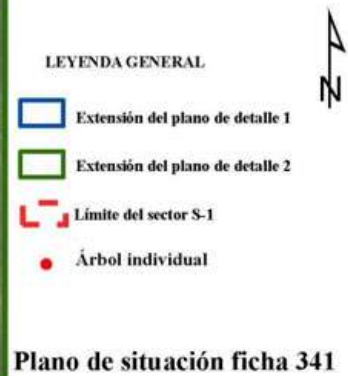 N
LEYENDA GENERAL
Extensión del plano de detalle 1
Extensión del plano de detalle 2
Límite del sector S-1
Árbol individual
Plano de situación ficha 341